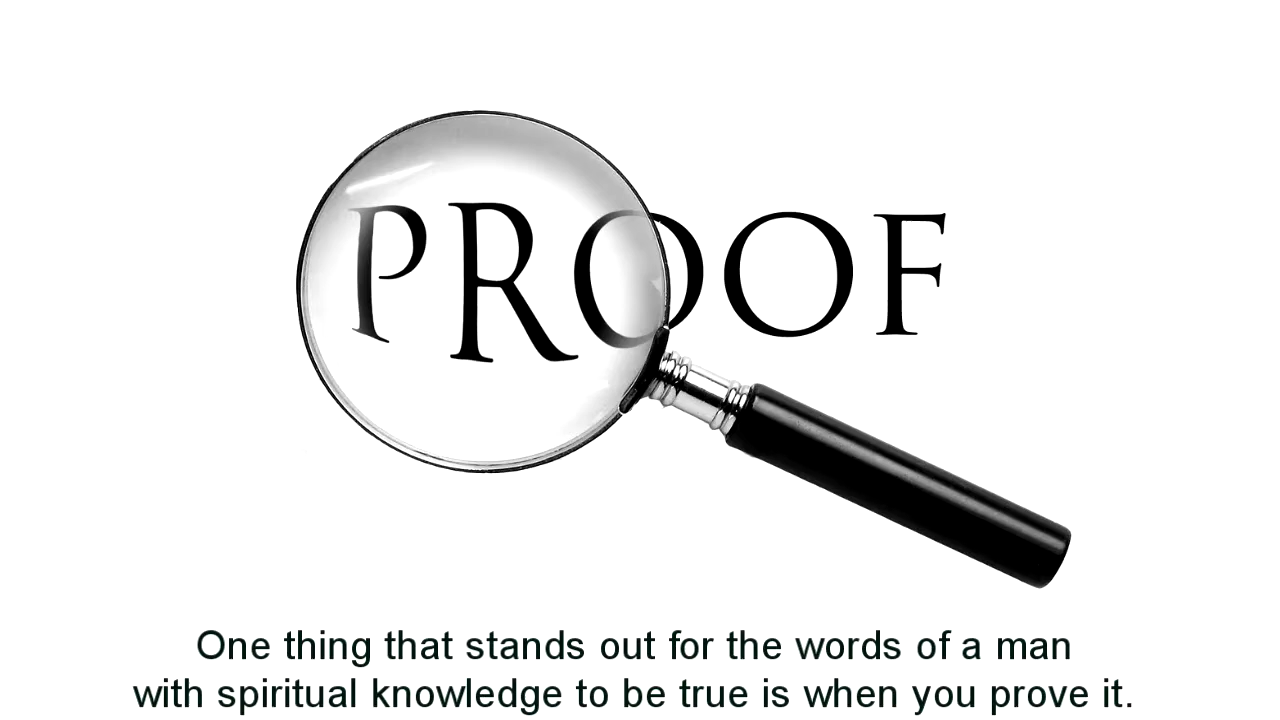 PROOF
One thing that stands out for the words of a man
with spiritual knowledge to be true is when you prove it.